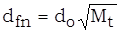 d_fn = d_o√M_t